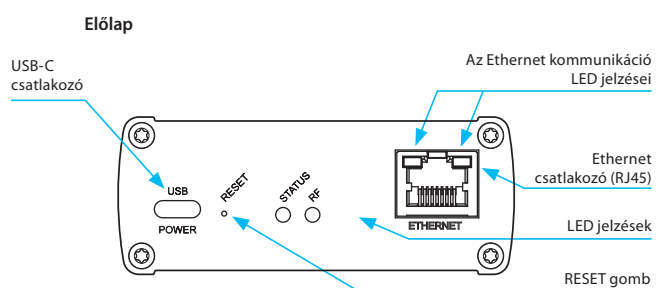 Előlap
USB-C
csatlakozó
Az Ethernet kommunikáció
LED jelzései
Ethernet
csatlakozó (RJ45)
USB
POWER
RESET
STATUS
RF
ETHERNET
LED jelzések
RESET gomb